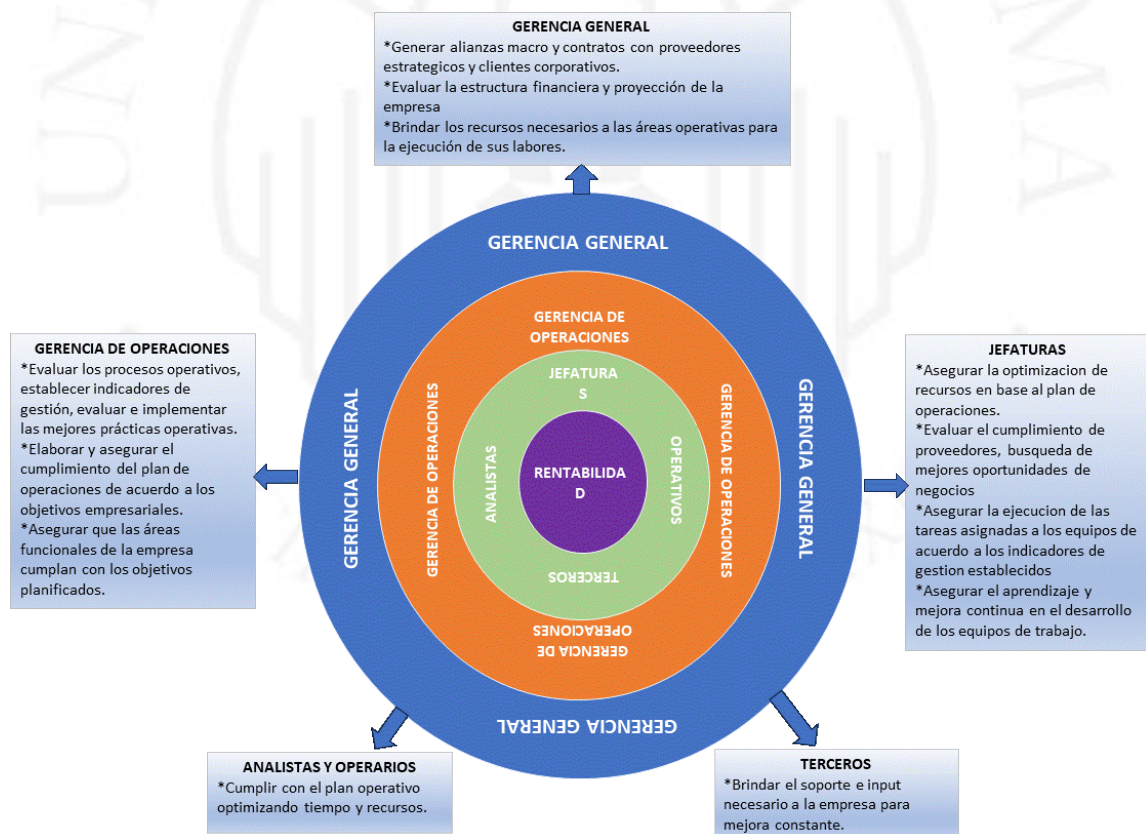 GERENCIA GENERAL
*Generar alianzas macro y contratos con proveedores
estrategicos y clientes corporativos.
*Evaluar la estructura financiera y proyección de la
empresa
*Brindar los recursos necesarios a las áreas operativas para
la ejecución de sus labores.
GERENCIA DE OPERACIONES
*Evaluar los procesos operativos,
establecer indicadores de
gestión, evaluar e implementar
las mejores prácticas operativas.
*Elaborar y asegurar el
cumplimiento del plan de
operaciones de acuerdo a los
objetivos empresariales.
*Asegurar que las áreas
funcionales de la empresa
cumplan con los objetivos
planificados.
GERENCIA GENERAL
GERENCIA GENERAL
GERENCIA GENERAL
GERENCIA GENERAL
GERENCIA DE
OPERACIONES
GERENCIA DE OPERACIONES
GERENCIA DE OPERACIONES
GERENCIA DE
OPERACIONES
JEFATURA
S
ANALISTAS
OPERATIVOS
TERCEROS
RENTABILIDA
D
JEFATURAS
*Asegurar la optimizacion de
recursos en base al plan de
operaciones.
*Evaluar el cumplimiento de
proveedores, busqueda de
mejores oportunidades de
negocios
*Asegurar la ejecucion de las
tareas asignadas a los equipos de
acuerdo a los indicadores de
gestion establecidos
*Asegurar el aprendizaje y
mejora continua en el desarrollo
de los equipos de trabajo.
ANALISTAS Y OPERARIOS
*Cumplir con el plan operativo
optimizando tiempo y recursos.
TERCEROS
*Brindar el soporte e input
necesario a la empresa para
mejora constante.
UN
MA